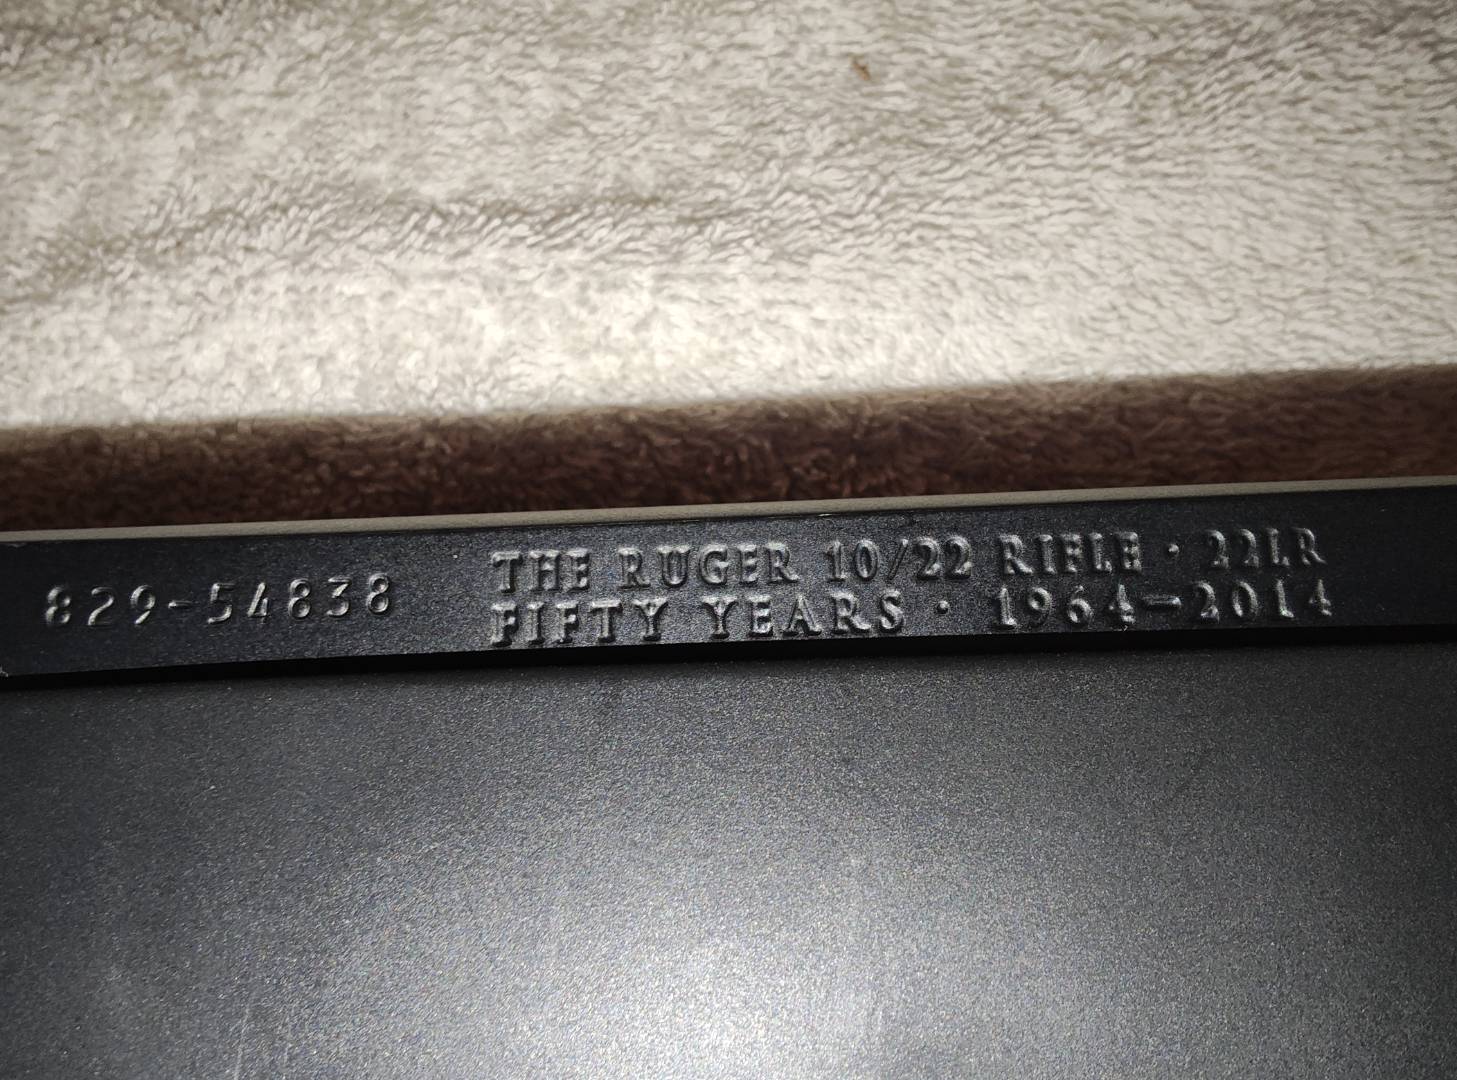 829-54838
THE RUGER 10/22 RIFLE · 22LR
FIFTY YEARS · 1964-2014